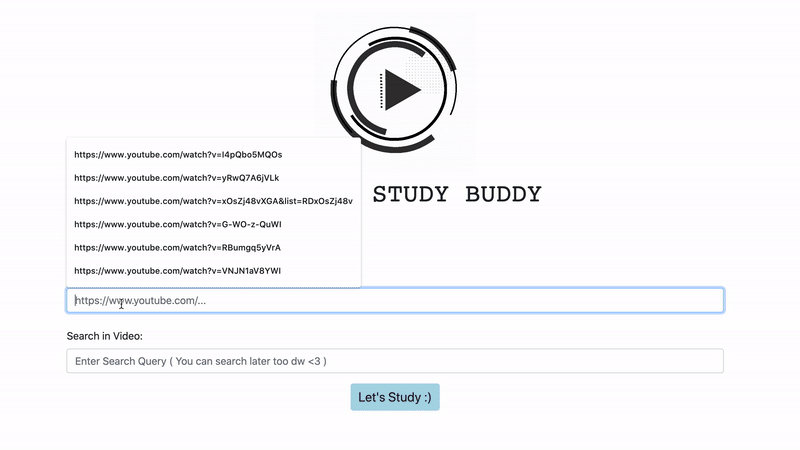 https://www.youtube.com/watch?v=I4pQbo5MQOs
https://www.youtube.com/watch?v=yRwQ7A6jVLk
https://www.youtube.com/watch?v=xOsZj48vXGA&list=RDxOsZj48v
STUDY BUDDY
https://www.youtube.com/watch?v=G-WO-z-QuWI
https://www.youtube.com/watch?v=RBumgq5yVrA
https://www.youtube.com/watch?v=VNJN1aV8YWI
https://www.youtube.com/...
Search in Video:
Enter Search Query ( You can search later too dw <3 )
Let's Study :)